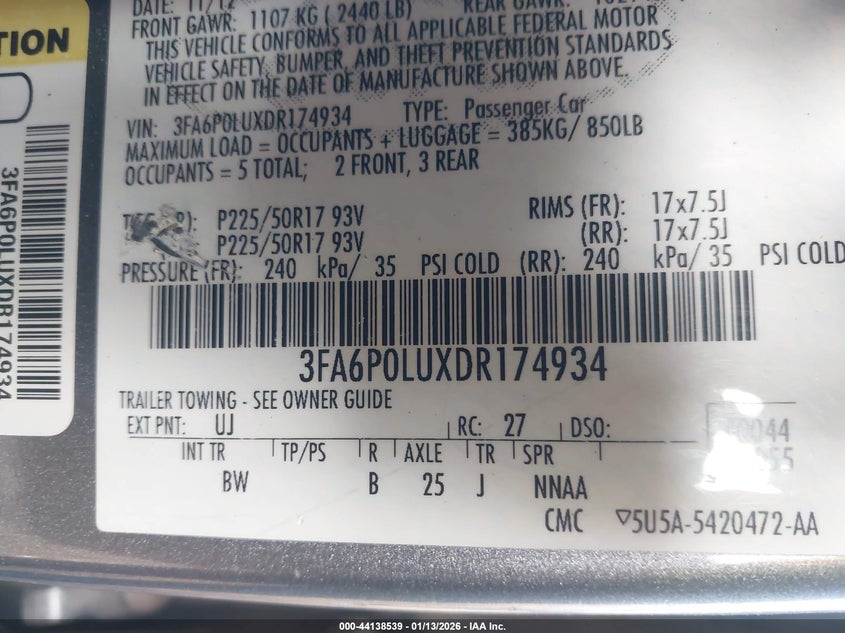 TION
3FA6P0LUXDR174934
DATE: 11/12 REAR GAWR:
FRONT GAWR: 1107 KG ( 2440 LB)
THIS VEHICLE CONFORMS TO ALL APPLICABLE FEDERAL MOTOR
VEHICLE SAFETY, BUMPER, AND THEFT PREVENTION STANDARDS
IN EFFECT ON THE DATE OF MANUFACTURE SHOWN ABOVE.
VIN: 3FA6P0LUXDR174934 TYPE: Passenger Car
MAXIMUM LOAD = OCCUPANTS + LUGGAGE = 385KG/ 850LB
OCCUPANTS = 5 TOTAL; 2 FRONT, 3 REAR
P225/50R17 93V RIMS (FR): 17x7.5J
P225/50R17 93V (RR): 17x7.5J
PRESSURE (FR): 240 kPa/ 35 PSI COLD (RR): 240 kPa/ 35 PSI COLD
3FA6P0LUXDR174934
TRAILER TOWING - SEE OWNER GUIDE
EXT PNT: UJ RC: 27 DSO:
INT TR TP/PS R AXLE TR SPR
BW B 25 J NNAA
CMC ▽5U5A-5420472-AA
000-44138539 - 01/13/2026 - IAA Inc.